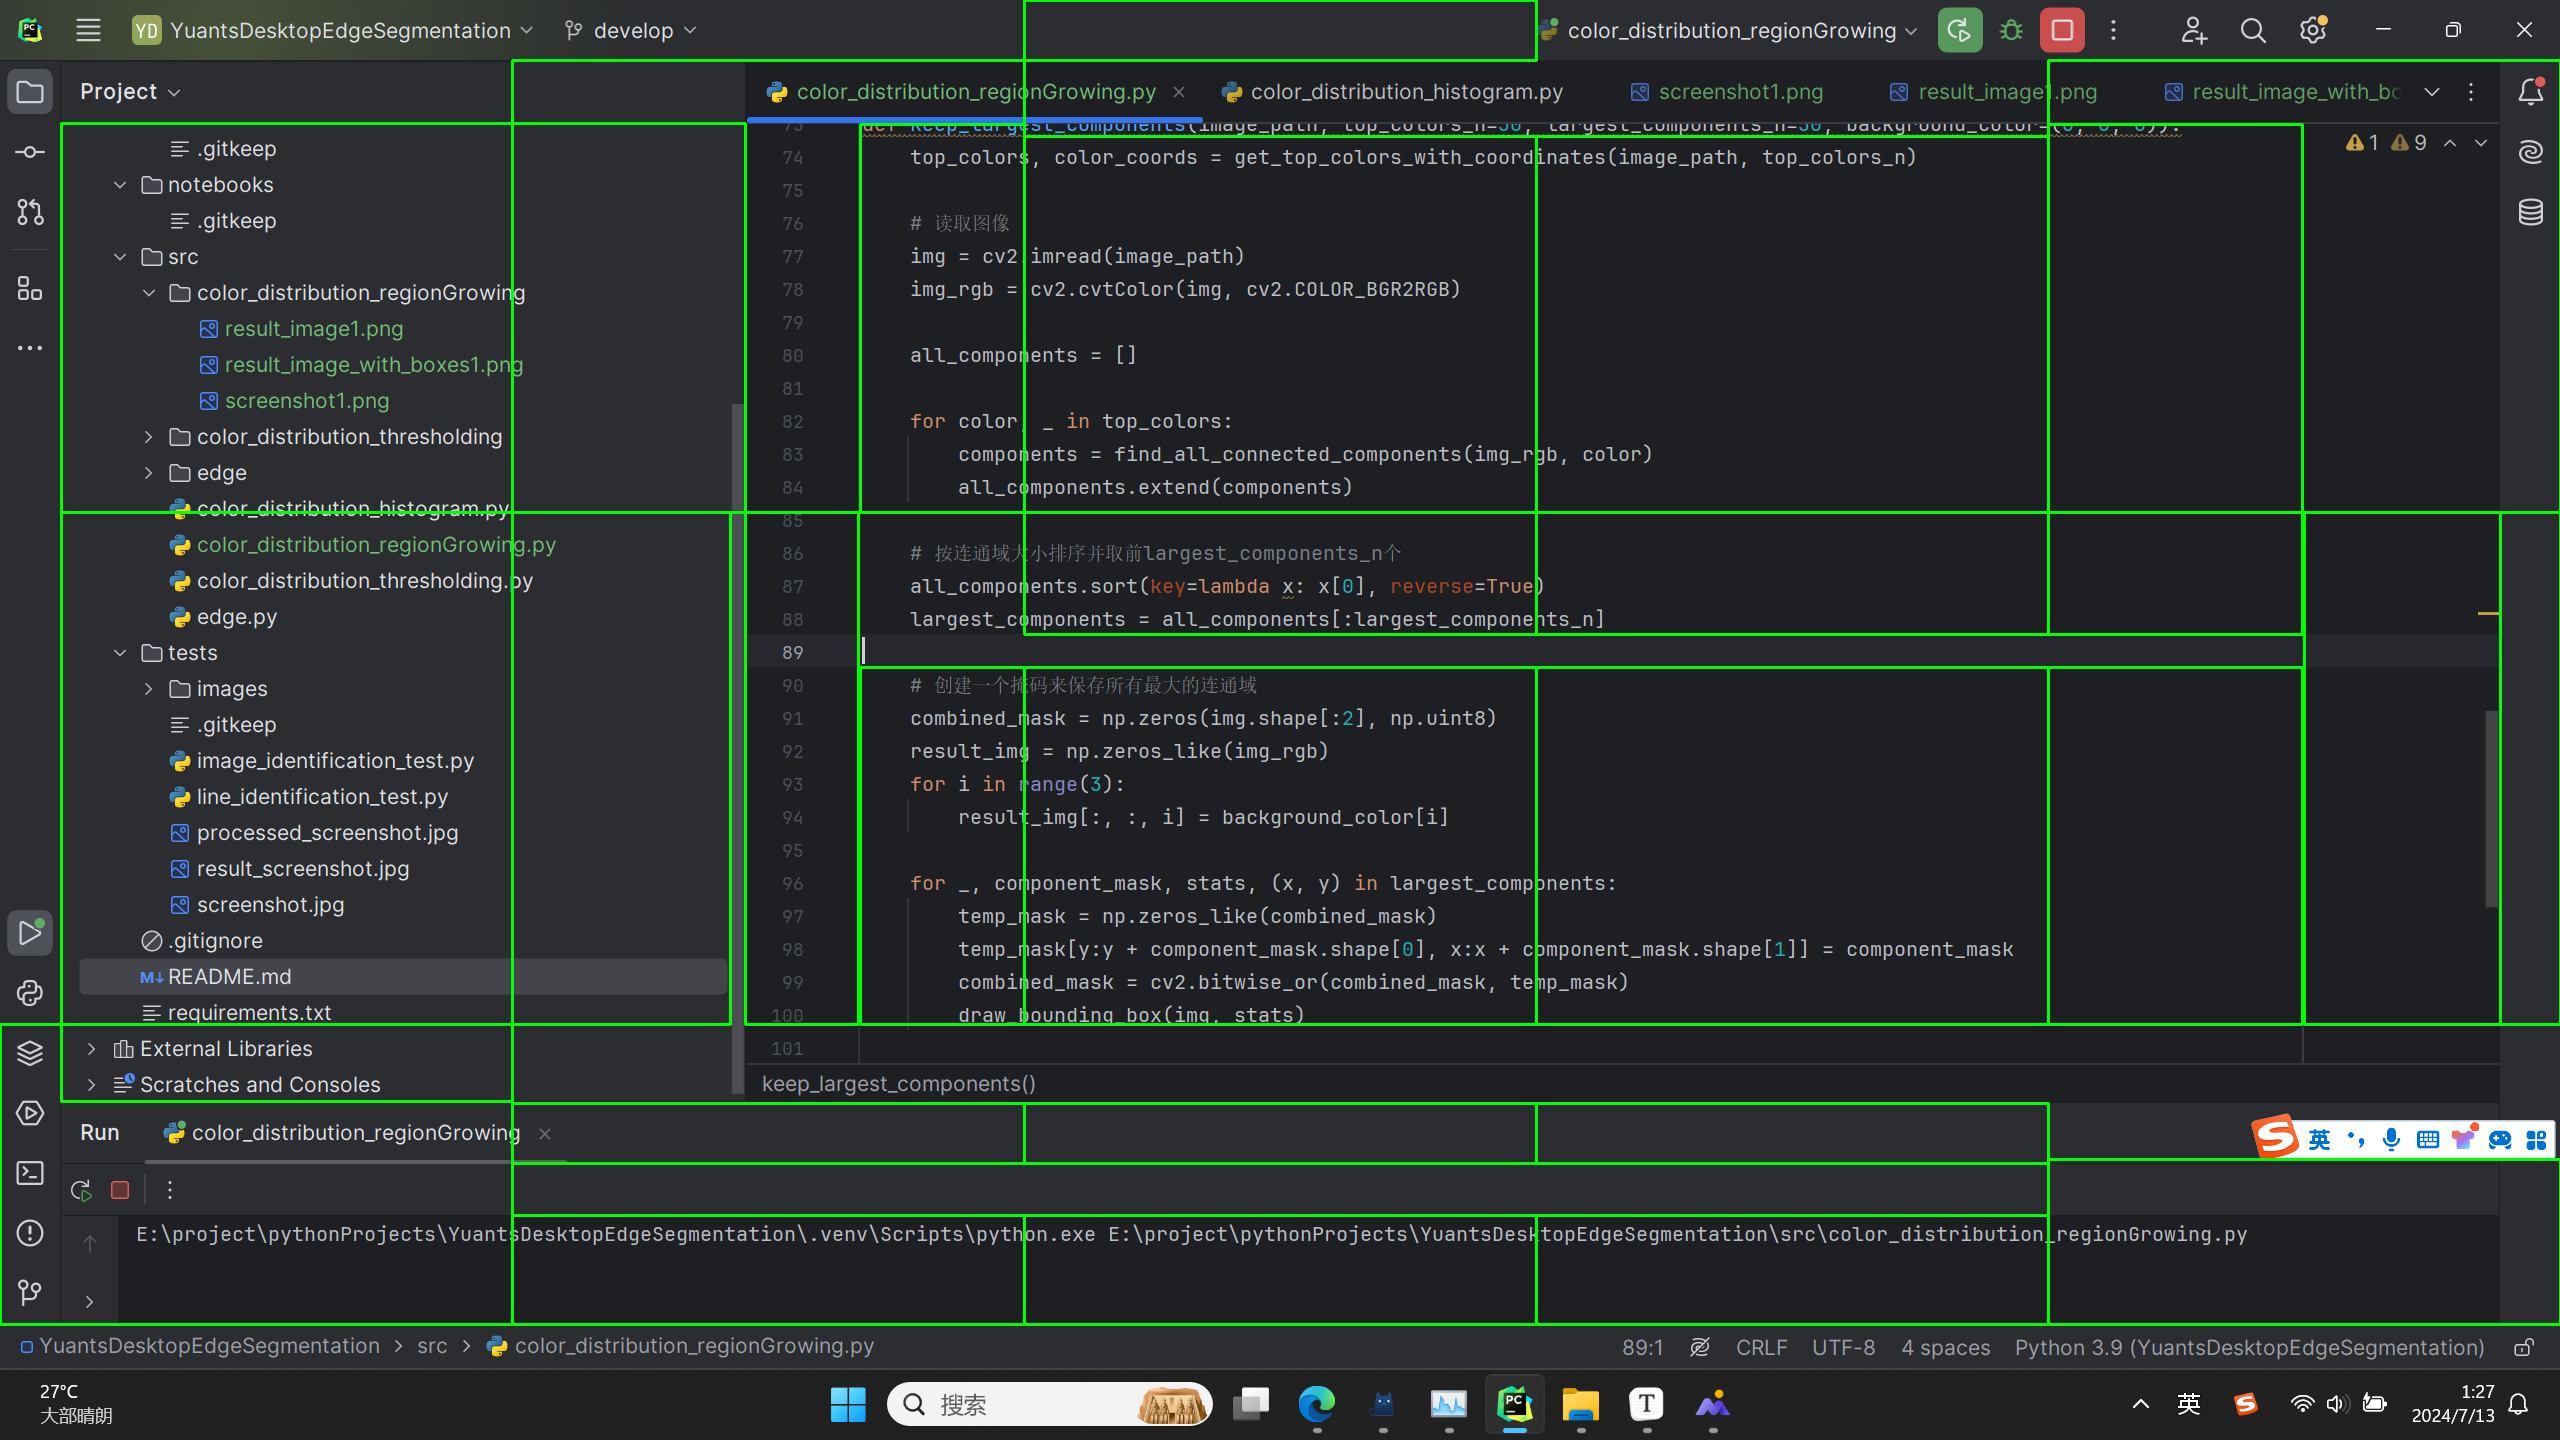 YD YuantsDesktopEdgeSegmentation develop color_distribution_regionGrowing
Project
color_distribution_regionGrowing.py color_distribution_histogram.py screenshot1.png result_image1.png result_image_with_bo
.gitkeep
notebooks
.gitkeep
src
color_distribution_regionGrowing
result_image1.png
result_image_with_boxes1.png
screenshot1.png
color_distribution_thresholding
edge
color_distribution_histogram.py
color_distribution_regionGrowing.py
color_distribution_thresholding.py
edge.py
tests
images
.gitkeep
image_identification_test.py
line_identification_test.py
processed_screenshot.jpg
result_screenshot.jpg
screenshot.jpg
.gitignore
README.md
requirements.txt
External Libraries
Scratches and Consoles
1 9
73 def keep_largest_components(image_path, top_colors_n=30, largest_components_n=30, background_color=(0, 0, 0)):
74 top_colors, color_coords = get_top_colors_with_coordinates(image_path, top_colors_n)
75
76 # 读取图像
77 img = cv2.imread(image_path)
78 img_rgb = cv2.cvtColor(img, cv2.COLOR_BGR2RGB)
79
80 all_components = []
81
82 for color, _ in top_colors:
83 components = find_all_connected_components(img_rgb, color)
84 all_components.extend(components)
85
86 # 按连通域大小排序并取前largest_components_n个
87 all_components.sort(key=lambda x: x[0], reverse=True)
88 largest_components = all_components[:largest_components_n]
89
90 # 创建一个掩码来保存所有最大的连通域
91 combined_mask = np.zeros(img.shape[:2], np.uint8)
92 result_img = np.zeros_like(img_rgb)
93 for i in range(3):
94 result_img[:, :, i] = background_color[i]
95
96 for _, component_mask, stats, (x, y) in largest_components:
97 temp_mask = np.zeros_like(combined_mask)
98 temp_mask[y:y + component_mask.shape[0], x:x + component_mask.shape[1]] = component_mask
99 combined_mask = cv2.bitwise_or(combined_mask, temp_mask)
100 draw_bounding_box(img, stats)
101
keep_largest_components()
Run color_distribution_regionGrowing
英
E:\project\pythonProjects\YuantsDesktopEdgeSegmentation\.venv\Scripts\python.exe E:\project\pythonProjects\YuantsDesktopEdgeSegmentation\src\color_distribution_regionGrowing.py
YuantsDesktopEdgeSegmentation src color_distribution_regionGrowing.py 89:1 CRLF UTF-8 4 spaces Python 3.9 (YuantsDesktopEdgeSegmentation)
27°C
大部晴朗
搜索
英
1:27
2024/7/13